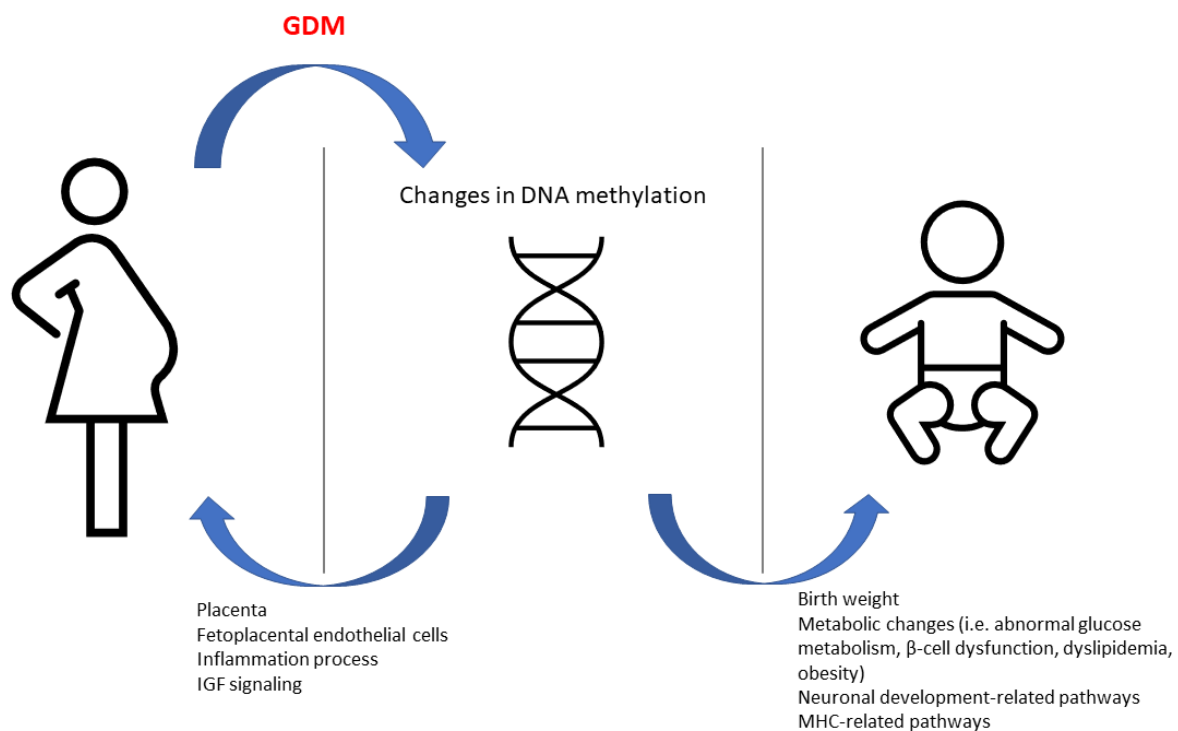 GDM
Changes in DNA methylation
Placenta
Fetoplacental endothelial cells
Inflammation process
IGF signaling
Birth weight
Metabolic changes (i.e. abnormal glucose
metabolism, β-cell dysfunction, dyslipidemia,
obesity)
Neuronal development-related pathways
MHC-related pathways